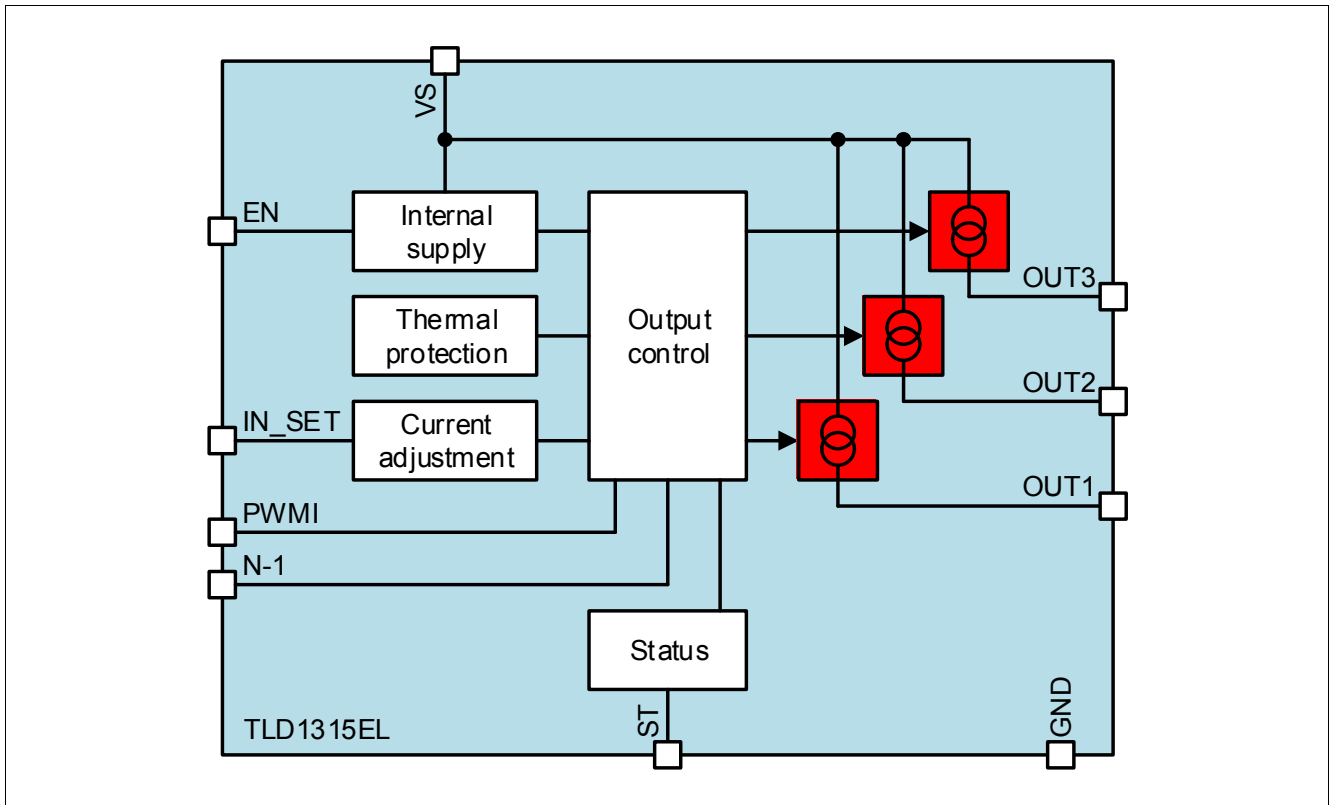 VS
EN
Internal
supply
Thermal
protection
Output
control
OUT3
OUT2
IN_SET
Current
adjustment
OUT1
PWMI
N-1
Status
ST
GND
TLD1315EL